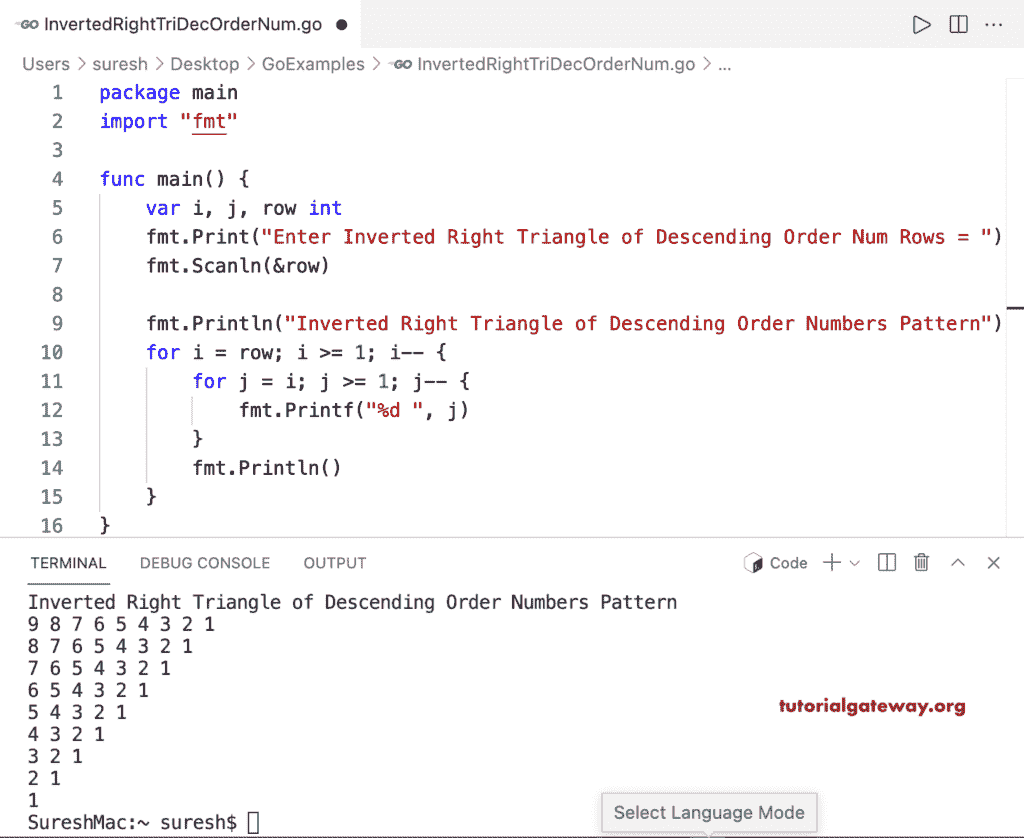 GO InvertedRightTriDecOrderNum.go ●
Users > suresh > Desktop > GoExamples > GO InvertedRightTriDecOrderNum.go > ...
1 package main
2 import "fmt"
3
4 func main() {
5     var i, j, row int
6     fmt.Print("Enter Inverted Right Triangle of Descending Order Num Rows = ")
7     fmt.Scanln(&row)
8
9     fmt.Println("Inverted Right Triangle of Descending Order Numbers Pattern")
10     for i = row; i >= 1; i-- {
11         for j = i; j >= 1; j-- {
12             fmt.Printf("%d ", j)
13         }
14         fmt.Println()
15     }
16 }
TERMINAL DEBUG CONSOLE OUTPUT Code
Inverted Right Triangle of Descending Order Numbers Pattern
9 8 7 6 5 4 3 2 1
8 7 6 5 4 3 2 1
7 6 5 4 3 2 1
6 5 4 3 2 1
5 4 3 2 1
4 3 2 1
3 2 1
2 1
1
tutorialgateway.org
SureshMac:~ suresh$
Select Language Mode